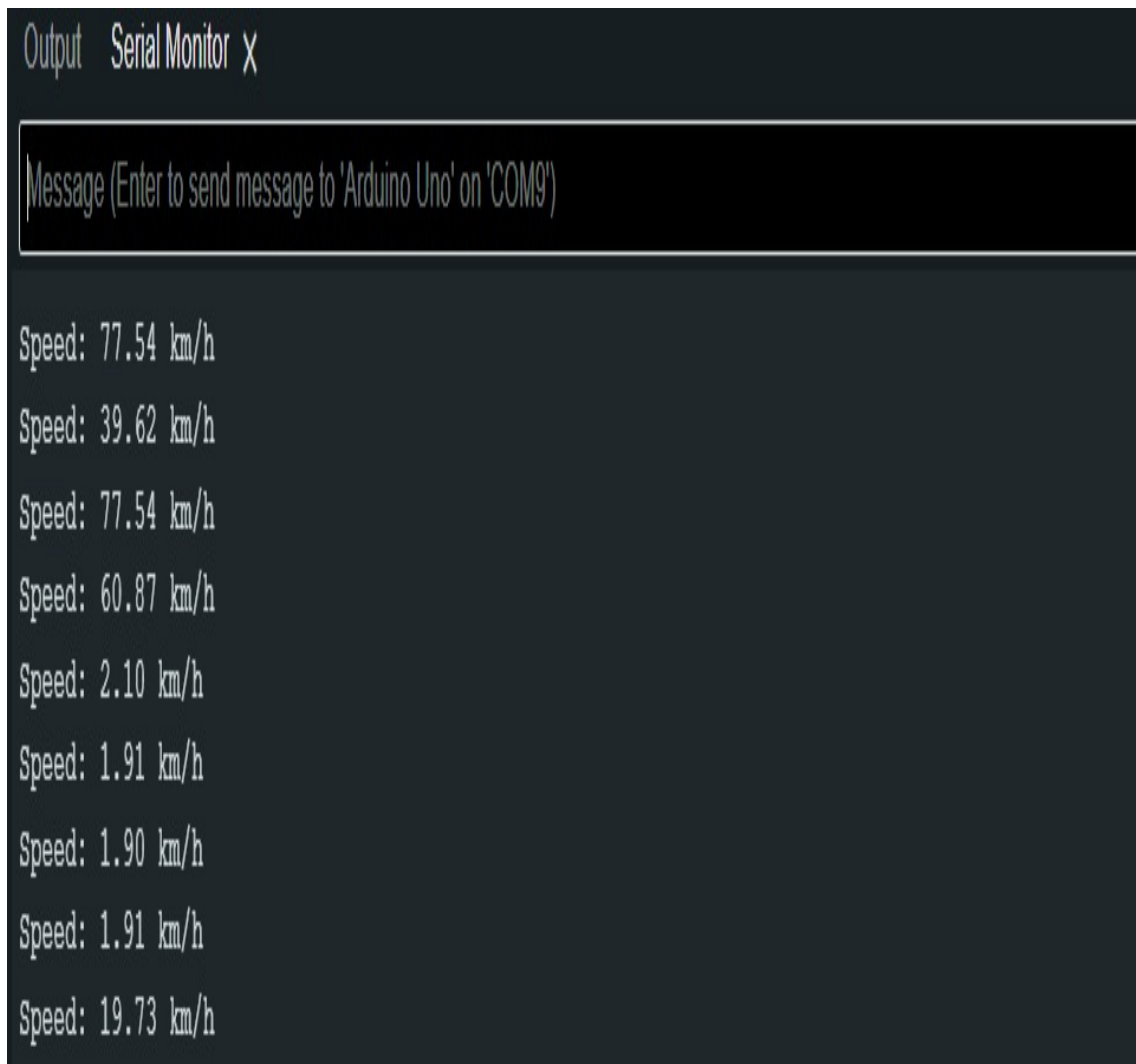 Output Serial Monitor X
Message (Enter to send message to 'Arduino Uno' on 'COM9')
Speed: 77.54 km/h
Speed: 39.62 km/h
Speed: 77.54 km/h
Speed: 60.87 km/h
Speed: 2.10 km/h
Speed: 1.91 km/h
Speed: 1.90 km/h
Speed: 1.91 km/h
Speed: 19.73 km/h